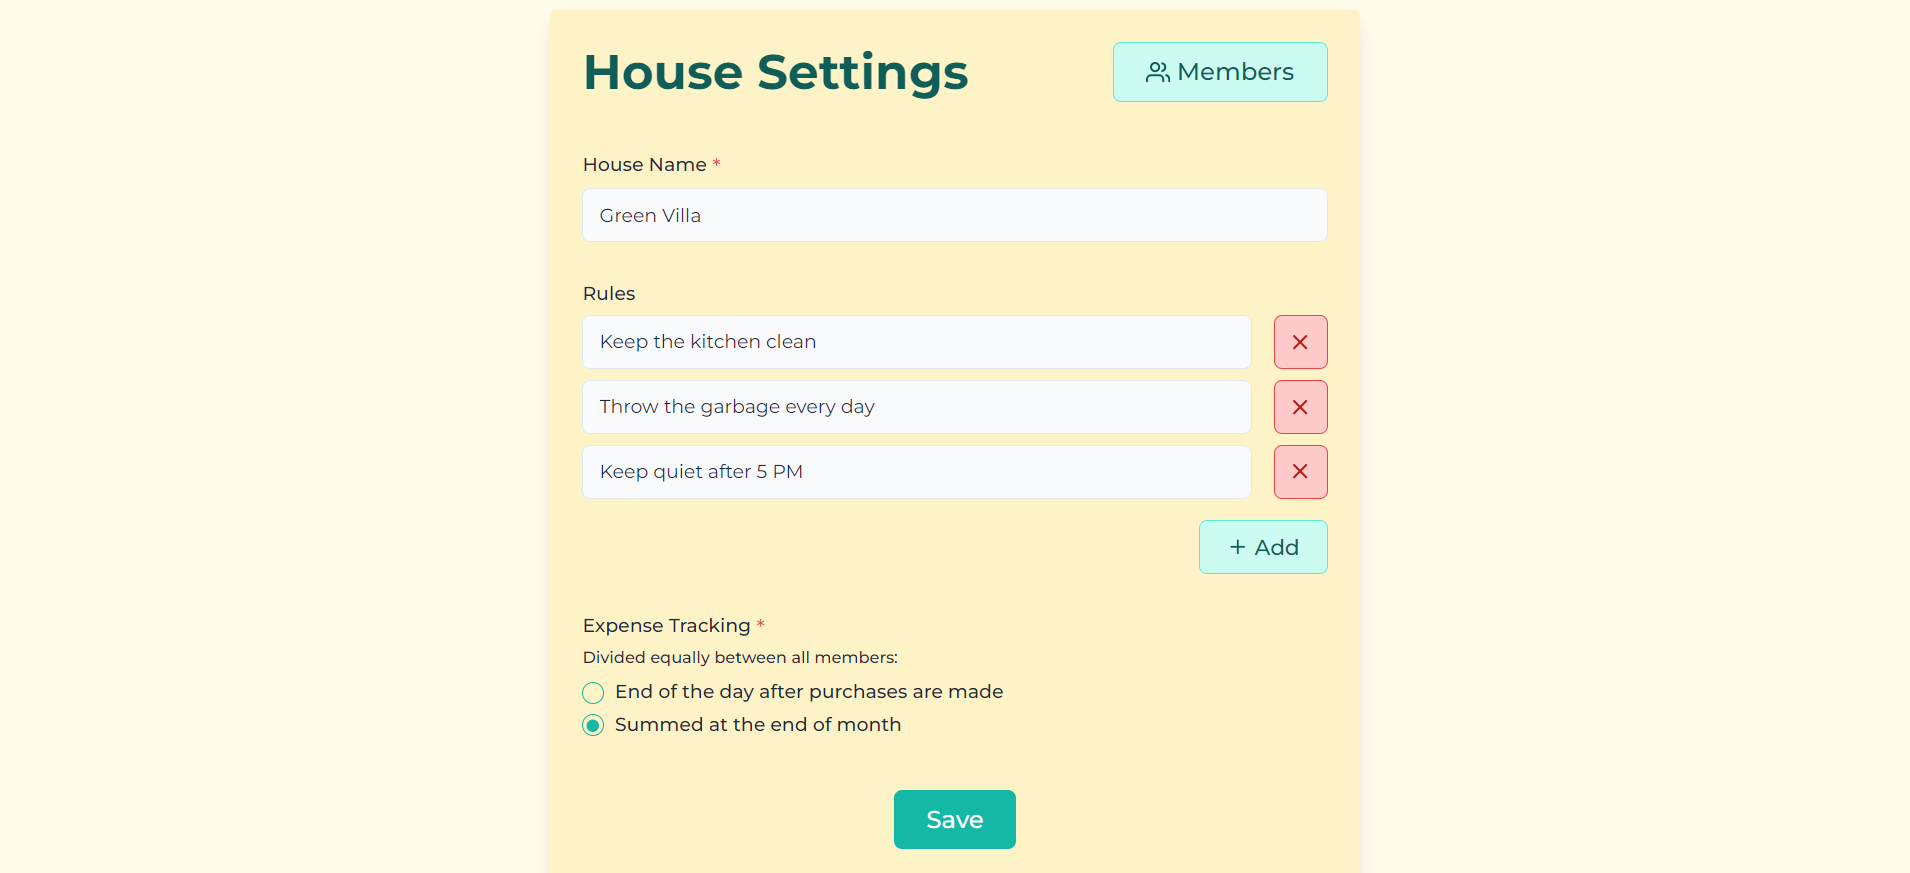 House Settings
Members
House Name *
Green Villa
Rules
Keep the kitchen clean
Throw the garbage every day
Keep quiet after 5 PM
+ Add
Expense Tracking *
Divided equally between all members:
End of the day after purchases are made
Summed at the end of month
Save